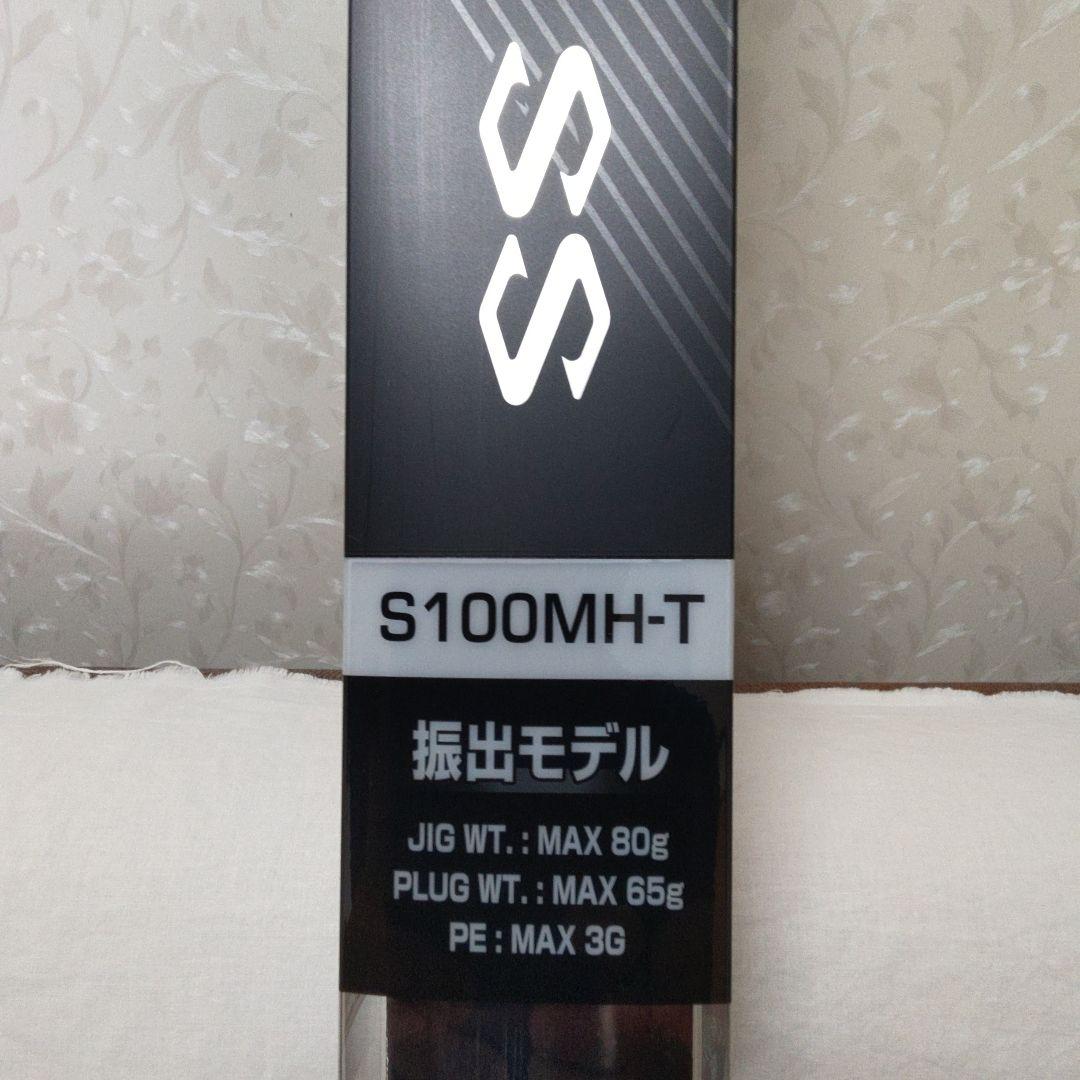 SS
S100MH-T
振出モデル
JIG WT. : MAX 80g
PLUG WT. : MAX 65g
PE : MAX 3G